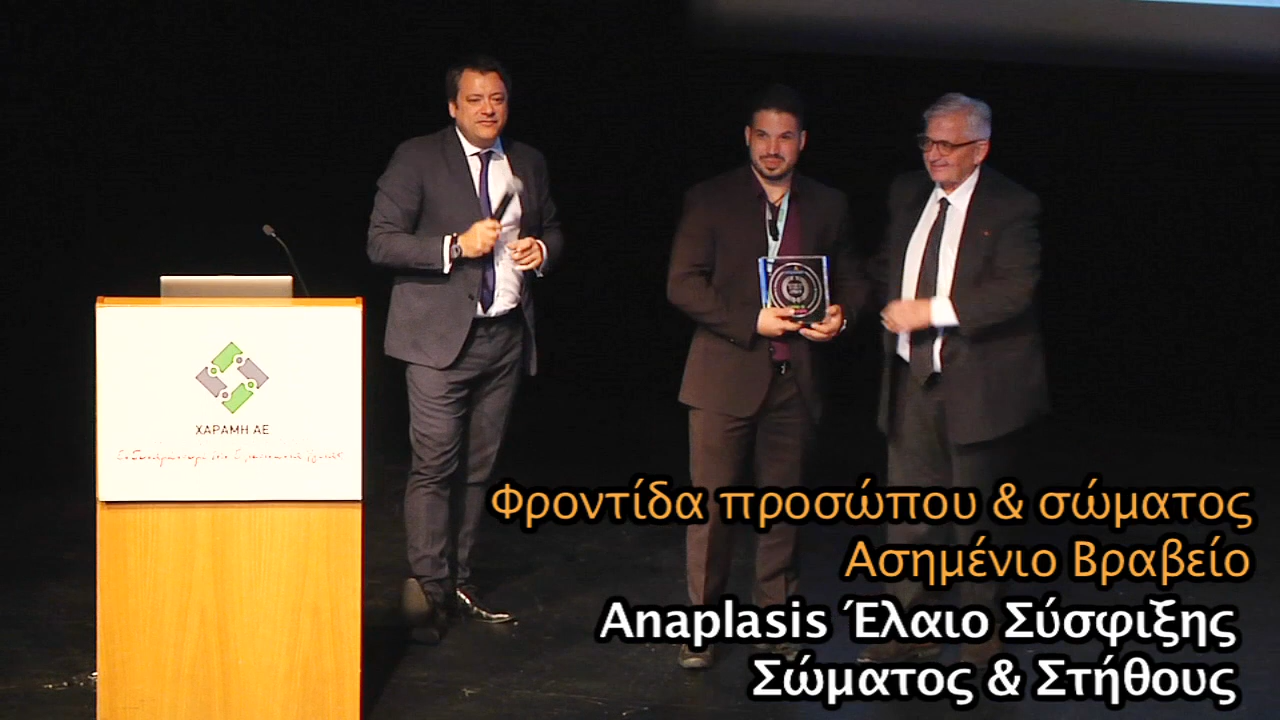 ΧΑΡΑΜΗ ΑΕ
Φροντίδα προσώπου & σώματος
Ασημένιο Βραβείο
Anaplasis Έλαιο Σύσφιξης
Σώματος & Στήθους